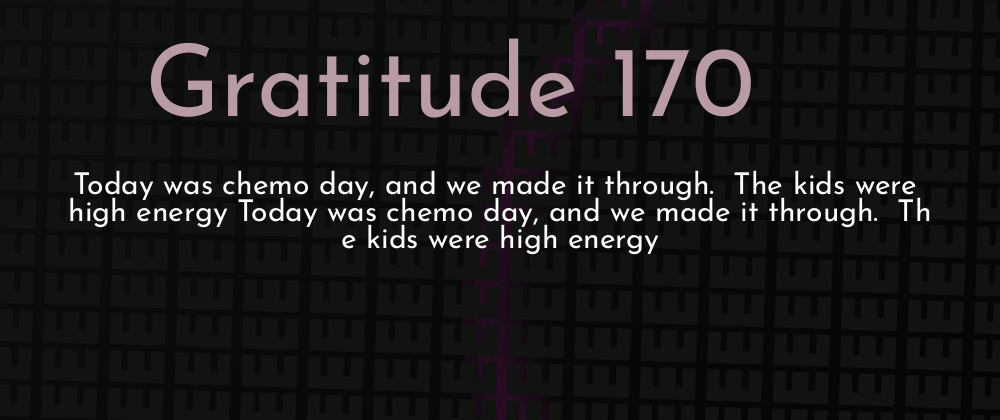 Gratitude 170
Today was chemo day, and we made it through.  The kids were
high energy Today was chemo day, and we made it through.  Th
e kids were high energy